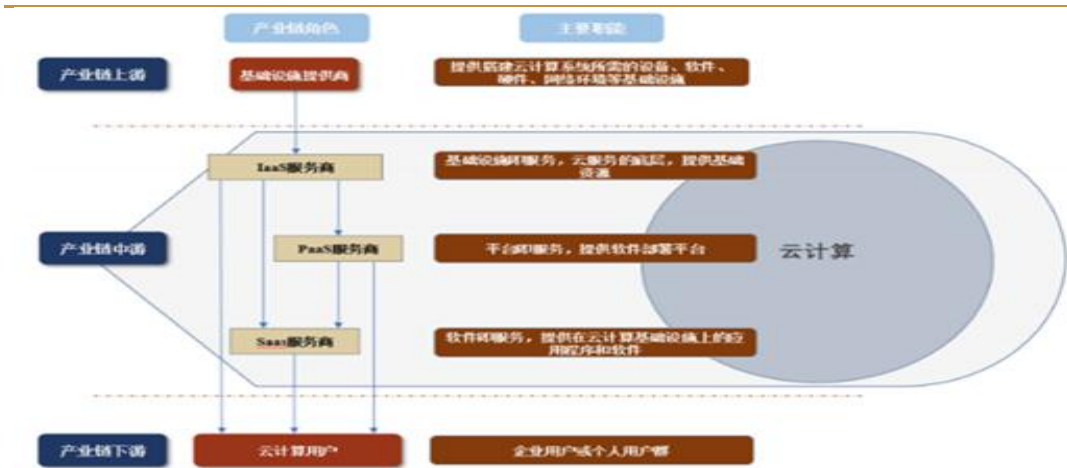 产业链角色
主要职能
产业链上游
基础设施提供商
提供搭建云计算系统所需的设备、软件、
硬件、网络环境等基础设施
IaaS服务商
基础设施即服务，云服务的底层，提供基础
资源
产业链中游
PaaS服务商
平台即服务，提供软件部署平台
云计算
Saas服务商
软件即服务，提供在云计算基础设施上的应
用程序和软件
产业链下游
云计算用户
企业用户或个人用户群